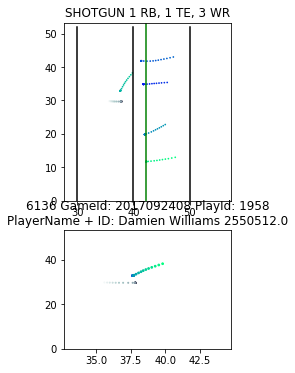 SHOTGUN 1 RB, 1 TE, 3 WR
50
40
30
20
10
0
30 40 50
6136 GameId: 2017092408 PlayId: 1958
PlayerName + ID: Damien Williams 2550512.0
40
20
0
35.0 37.5 40.0 42.5